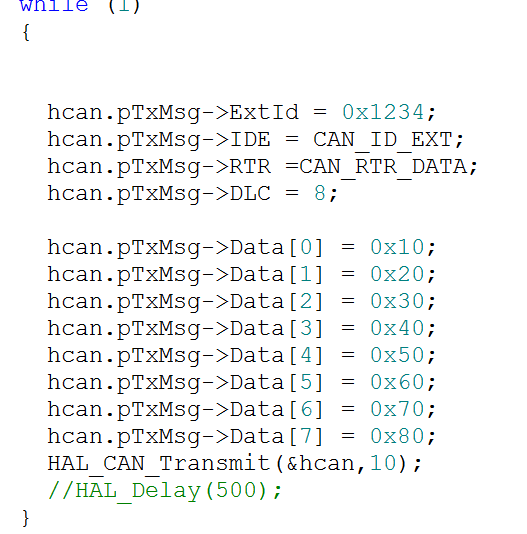 while (1)
{
hcan.pTxMsg->ExtId = 0x1234;
hcan.pTxMsg->IDE = CAN_ID_EXT;
hcan.pTxMsg->RTR =CAN_RTR_DATA;
hcan.pTxMsg->DLC = 8;
hcan.pTxMsg->Data[0] = 0x10;
hcan.pTxMsg->Data[1] = 0x20;
hcan.pTxMsg->Data[2] = 0x30;
hcan.pTxMsg->Data[3] = 0x40;
hcan.pTxMsg->Data[4] = 0x50;
hcan.pTxMsg->Data[5] = 0x60;
hcan.pTxMsg->Data[6] = 0x70;
hcan.pTxMsg->Data[7] = 0x80;
HAL_CAN_Transmit(&hcan,10);
//HAL_Delay(500);
}